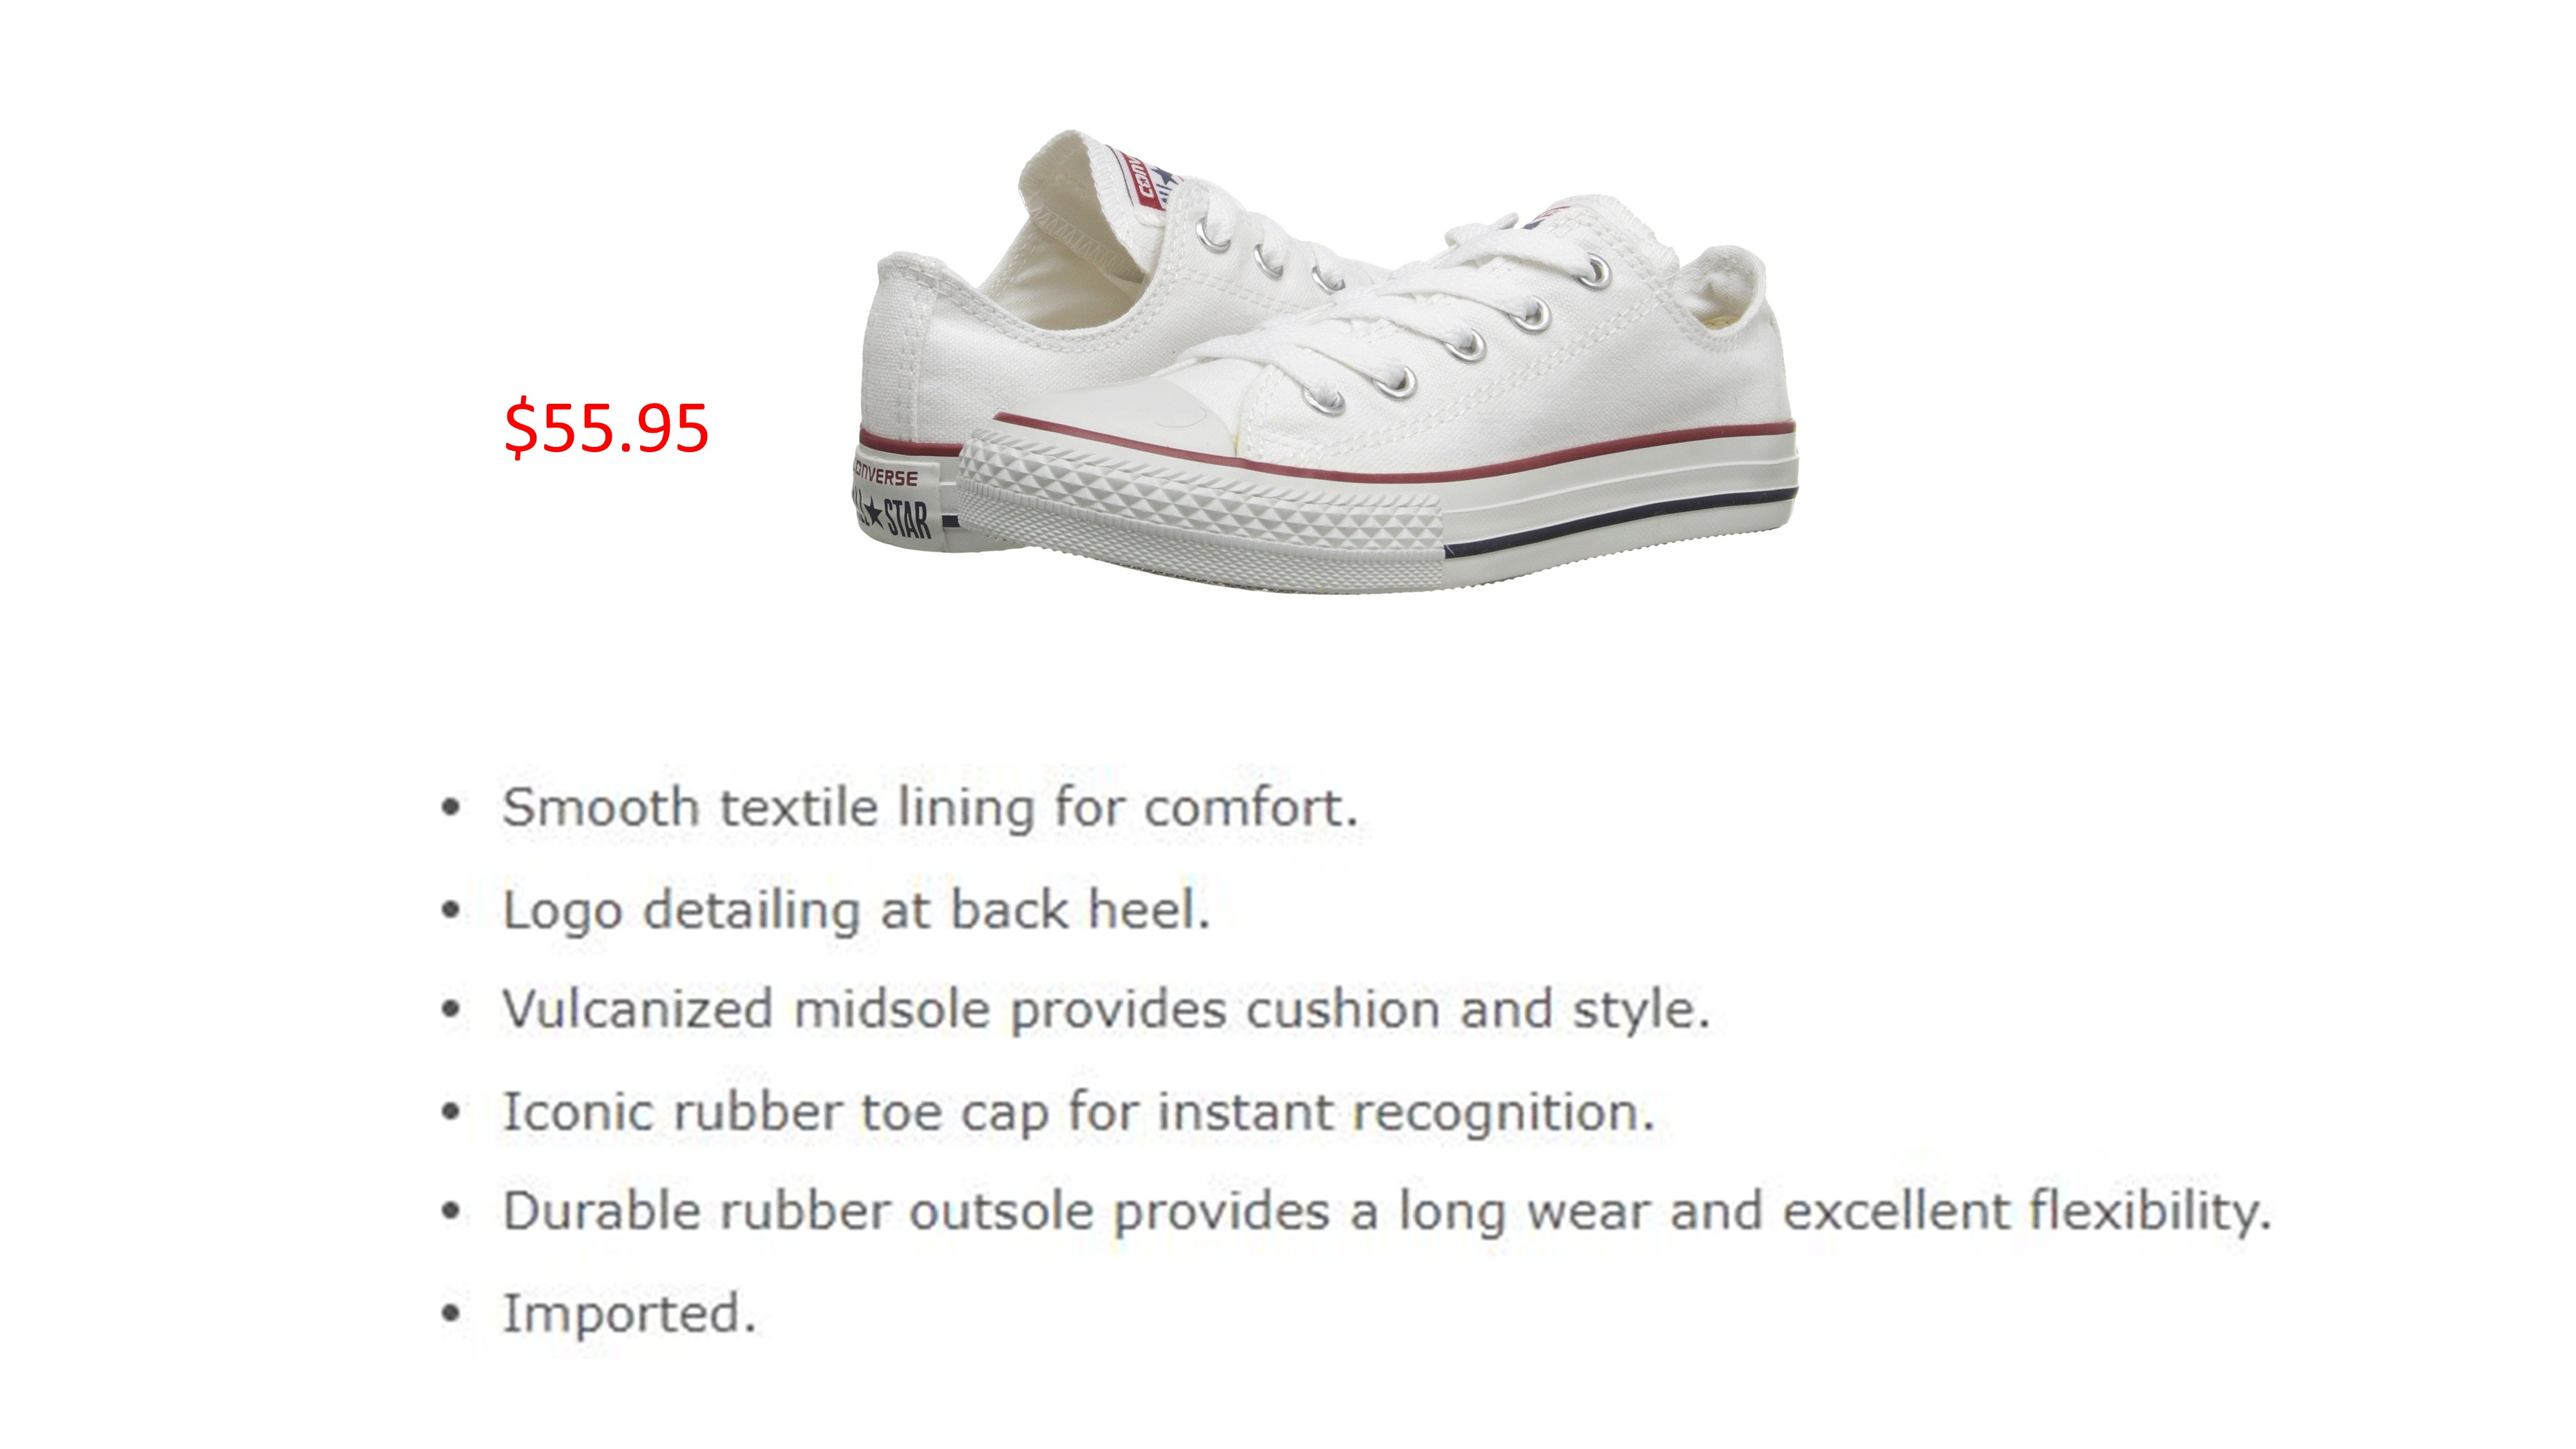 $55.95
CONVERSE
STAR
• Smooth textile lining for comfort.
• Logo detailing at back heel.
• Vulcanized midsole provides cushion and style.
• Iconic rubber toe cap for instant recognition.
• Durable rubber outsole provides a long wear and excellent flexibility.
• Imported.